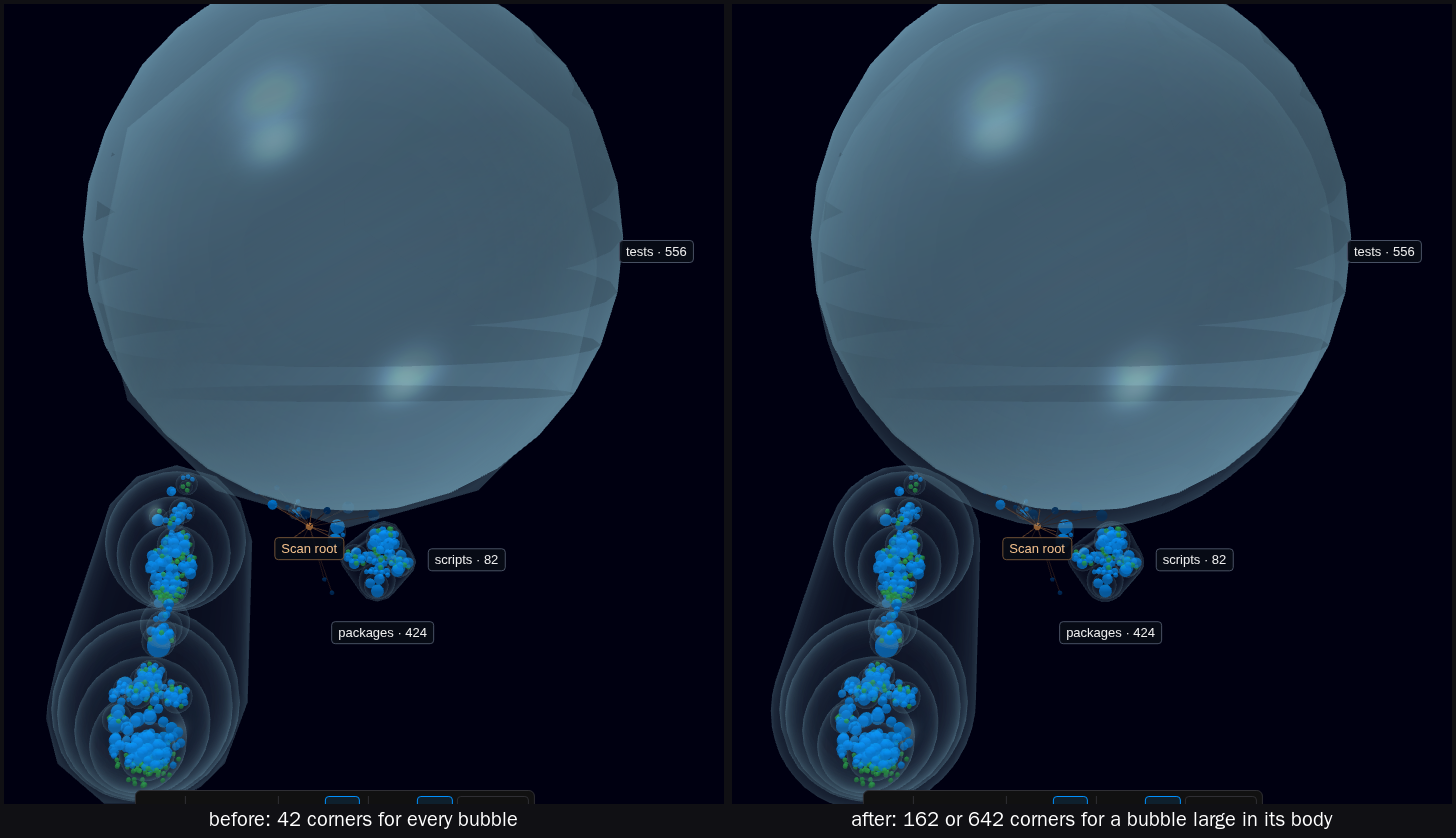 tests · 556
tests · 556
Scan root
scripts · 82
Scan root
scripts · 82
packages · 424
packages · 424
before: 42 corners for every bubble
after: 162 or 642 corners for a bubble large in its body